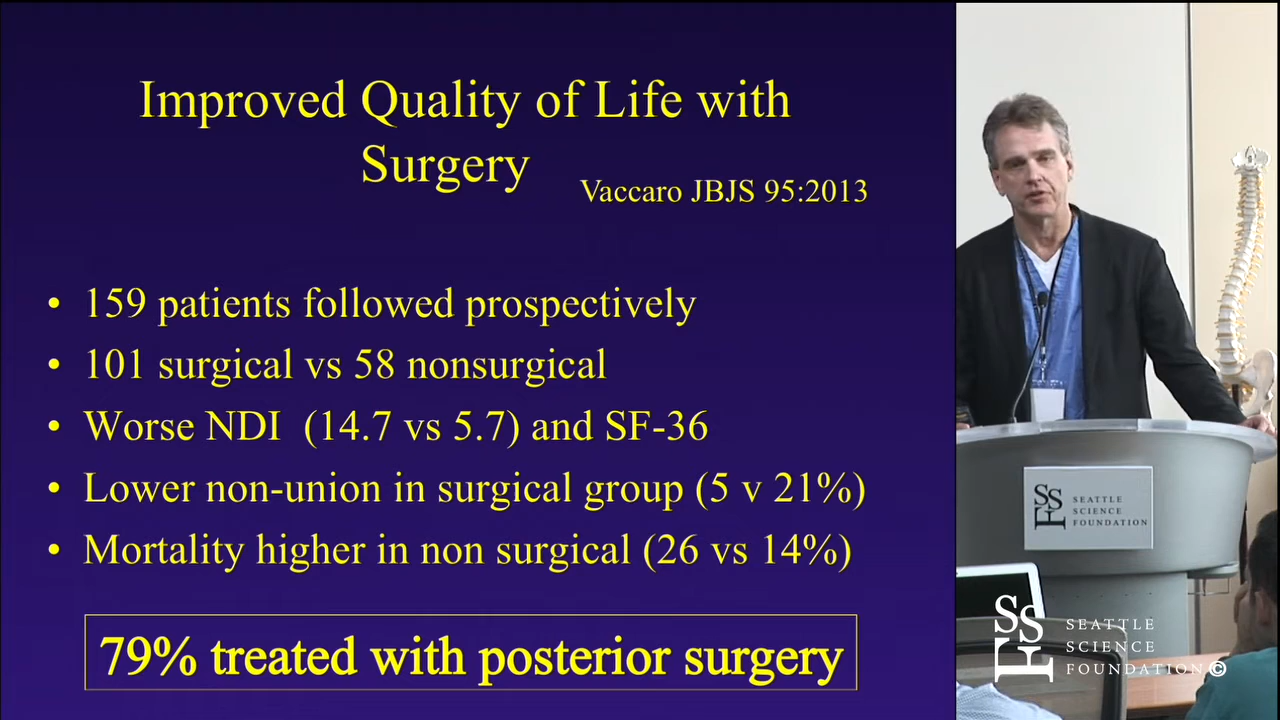 Improved Quality of Life with
Surgery
Vaccaro JBJS 95:2013
• 159 patients followed prospectively
• 101 surgical vs 58 nonsurgical
• Worse NDI (14.7 vs 5.7) and SF-36
• Lower non-union in surgical group (5 v 21%)
• Mortality higher in non surgical (26 vs 14%)
79% treated with posterior surgery
SSF
SEATTLE
SCIENCE
FOUNDATION
SSF
SEATTLE
SCIENCE
FOUNDATION©